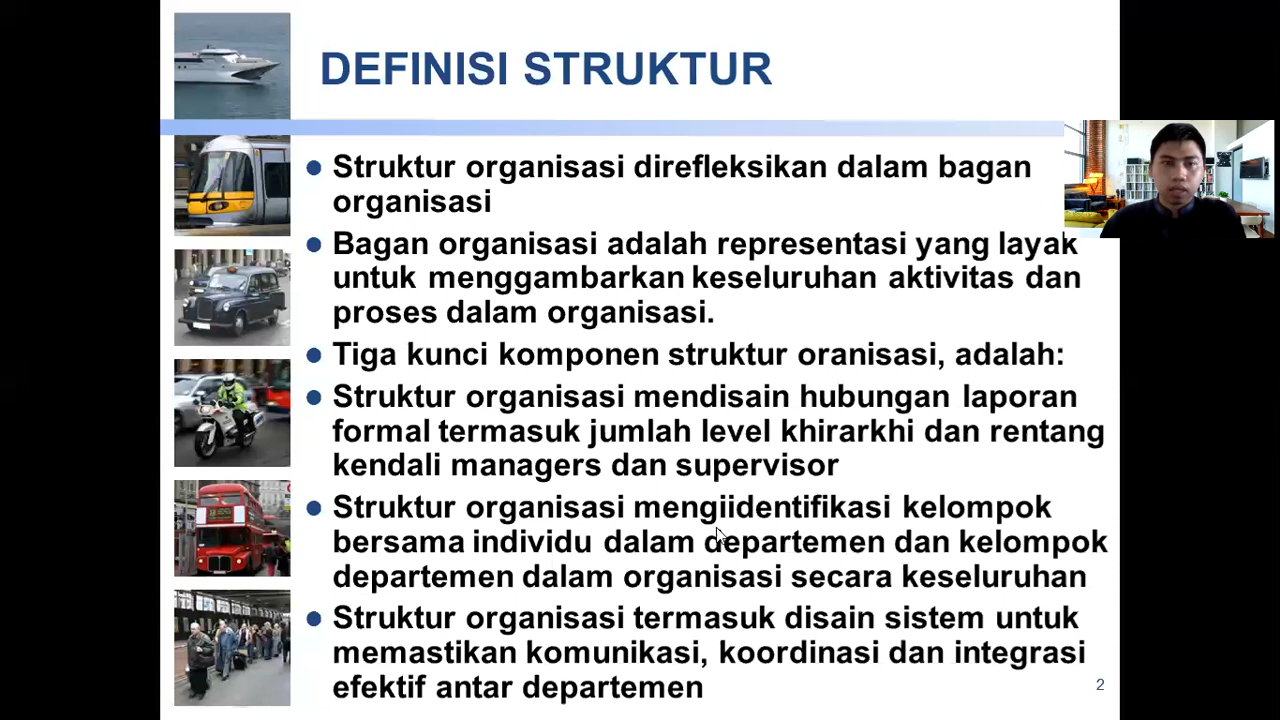 DEFINISI STRUKTUR
Struktur organisasi direfleksikan dalam bagan
organisasi
Bagan organisasi adalah representasi yang layak
untuk menggambarkan keseluruhan aktivitas dan
proses dalam organisasi.
Tiga kunci komponen struktur oranisasi, adalah:
Struktur organisasi mendisain hubungan laporan
formal termasuk jumlah level khirarkhi dan rentang
kendali managers dan supervisor
Struktur organisasi mengiidentifikasi kelompok
bersama individu dalam departemen dan kelompok
departemen dalam organisasi secara keseluruhan
Struktur organisasi termasuk disain sistem untuk
memastikan komunikasi, koordinasi dan integrasi
efektif antar departemen
2